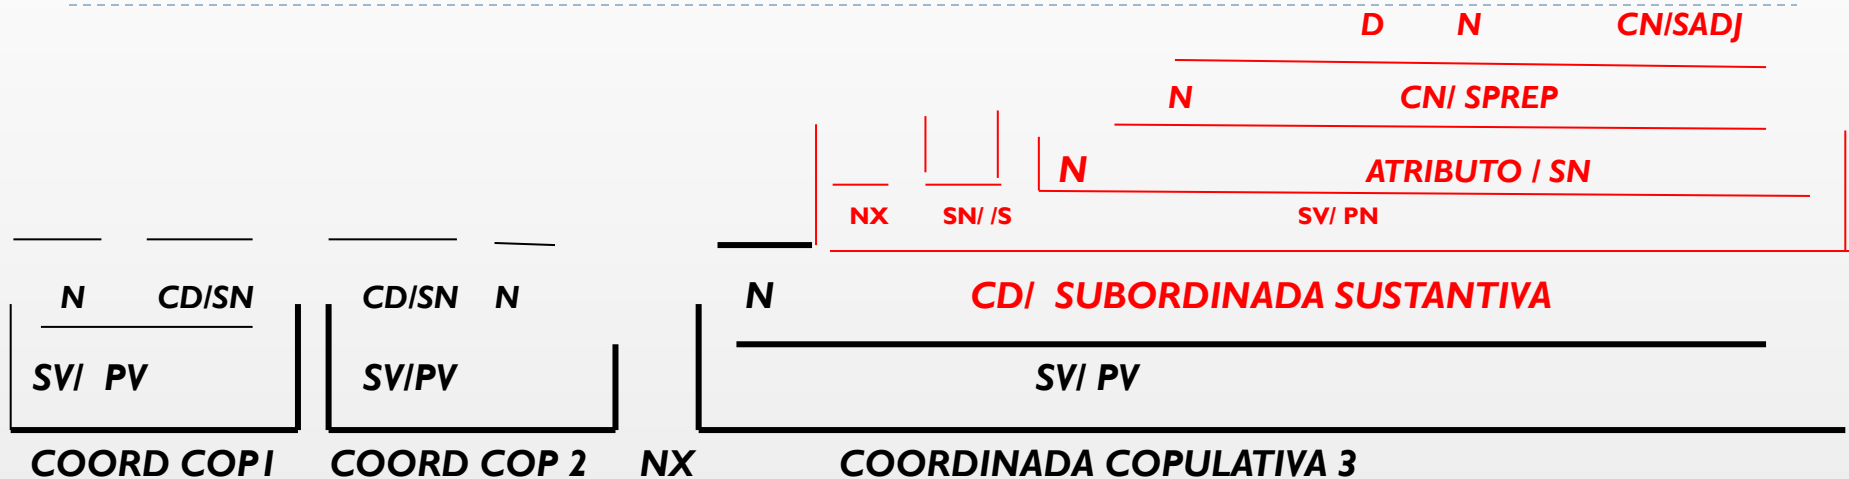 D N CN/SADJ
N CN/ SPREP
N ATRIBUTO / SN
NX SN/ /S SV/ PN
N CD/SN CD/SN N N CD/ SUBORDINADA SUSTANTIVA
SV/ PV SV/PV SV/ PV
COORD COP1 COORD COP 2 NX COORDINADA COPULATIVA 3